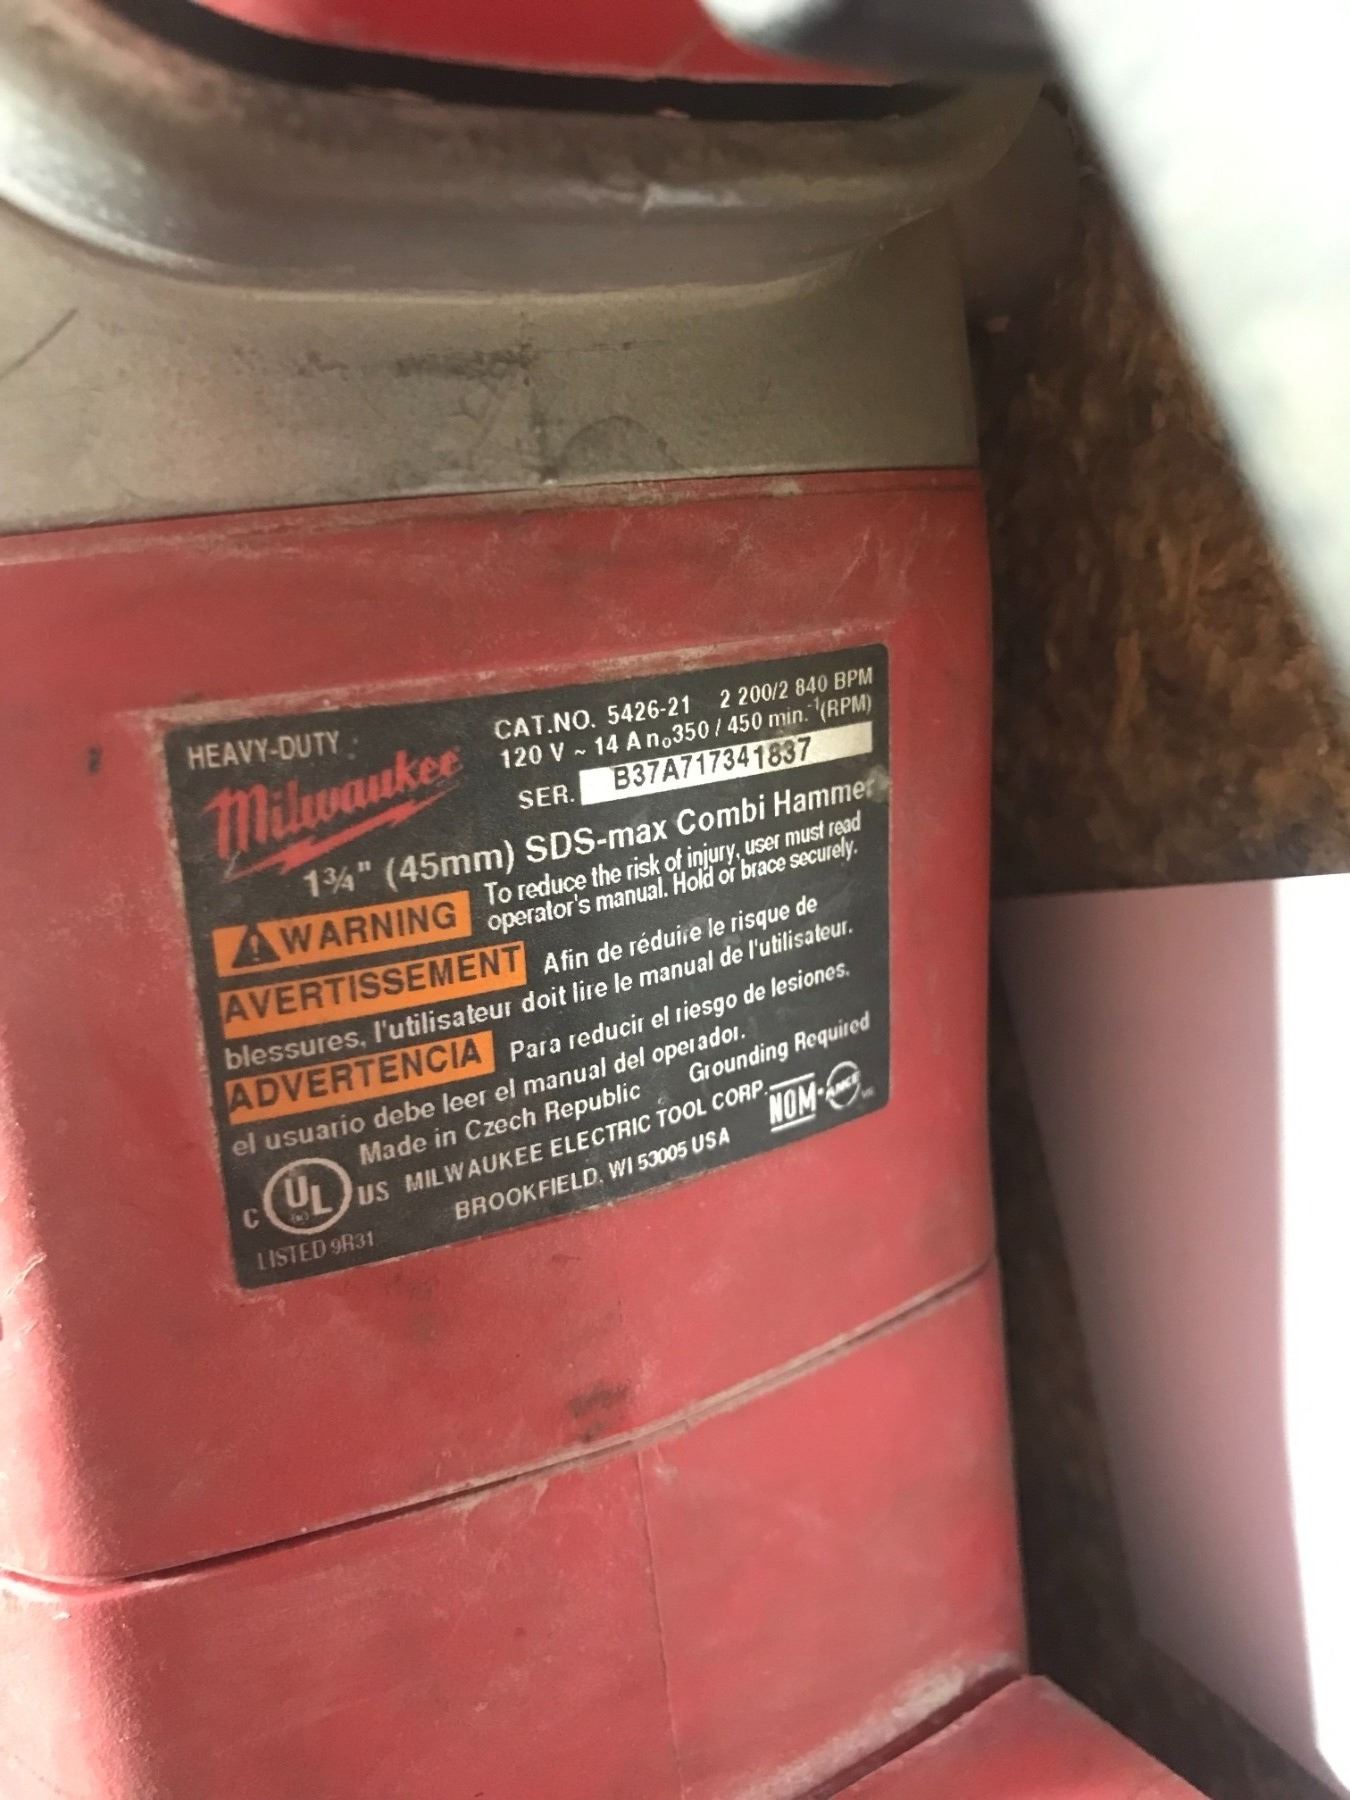 HEAVY-DUTY
Milwaukee
CAT.NO. 5426-21 2 200/2 840 BPM
120 V ~ 14 A n₀350 / 450 min.⁻¹(RPM)
SER. B37A717341837
1¾" (45mm) SDS-max Combi Hammer
WARNING To reduce the risk of injury, user must read
operator's manual. Hold or brace securely.
AVERTISSEMENT Afin de réduire le risque de
blessures, l'utilisateur doit lire le manual de l'utilisateur.
ADVERTENCIA Para reducir el riesgo de lesiones,
el usuario debe leer el manual del operador.
Made in Czech Republic Grounding Required
C UL US MILWAUKEE ELECTRIC TOOL CORP.
BROOKFIELD, WI 53005 USA
NOM ANCE
LISTED 9R31